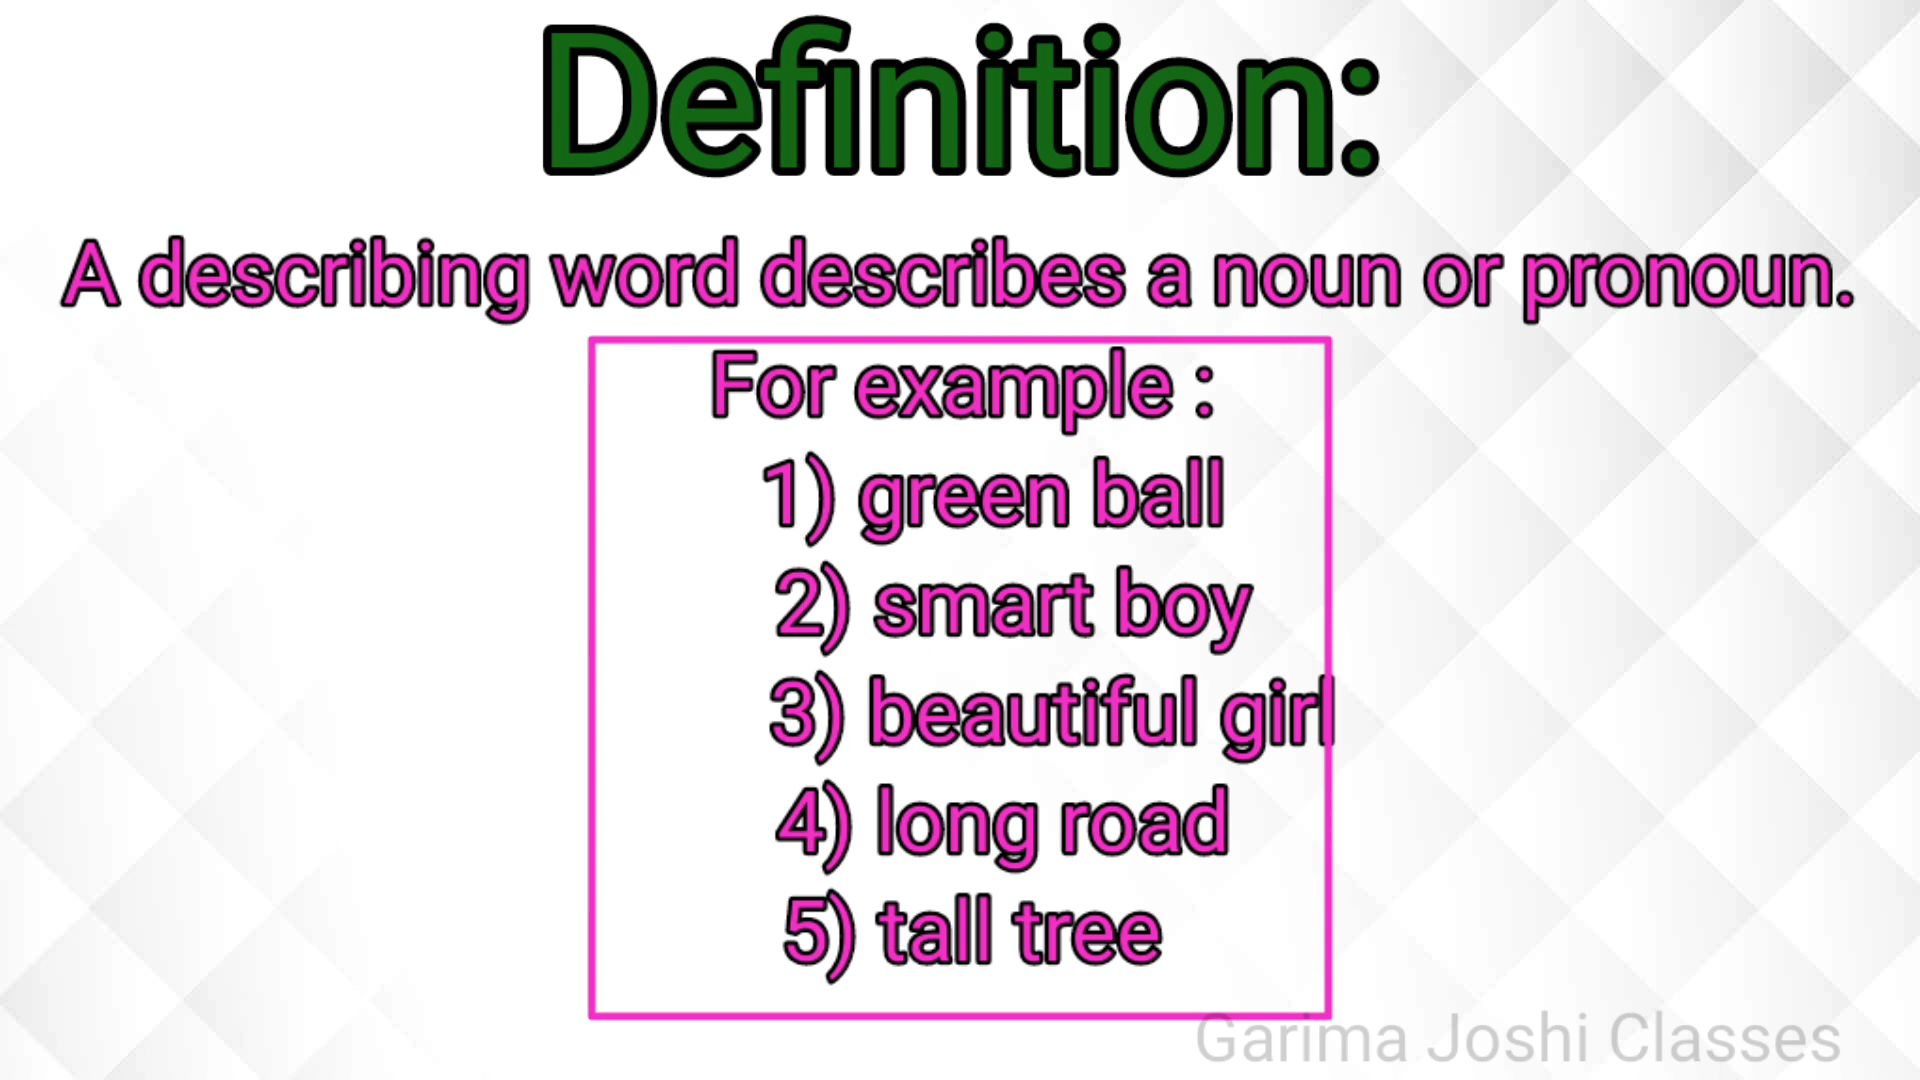 Definition:
A describing word describes a noun or pronoun.
For example :
1) green ball
2) smart boy
3) beautiful girl
4) long road
5) tall tree
Garima Joshi Classes